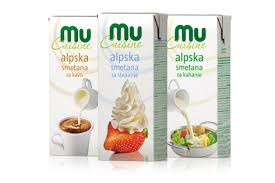 mu
Cuisine
alpska
smetana
za kavo
mu
Cuisine
alpska
smetana
za stepanje
mu
Cuisine
alpska
smetana
za kuhanje